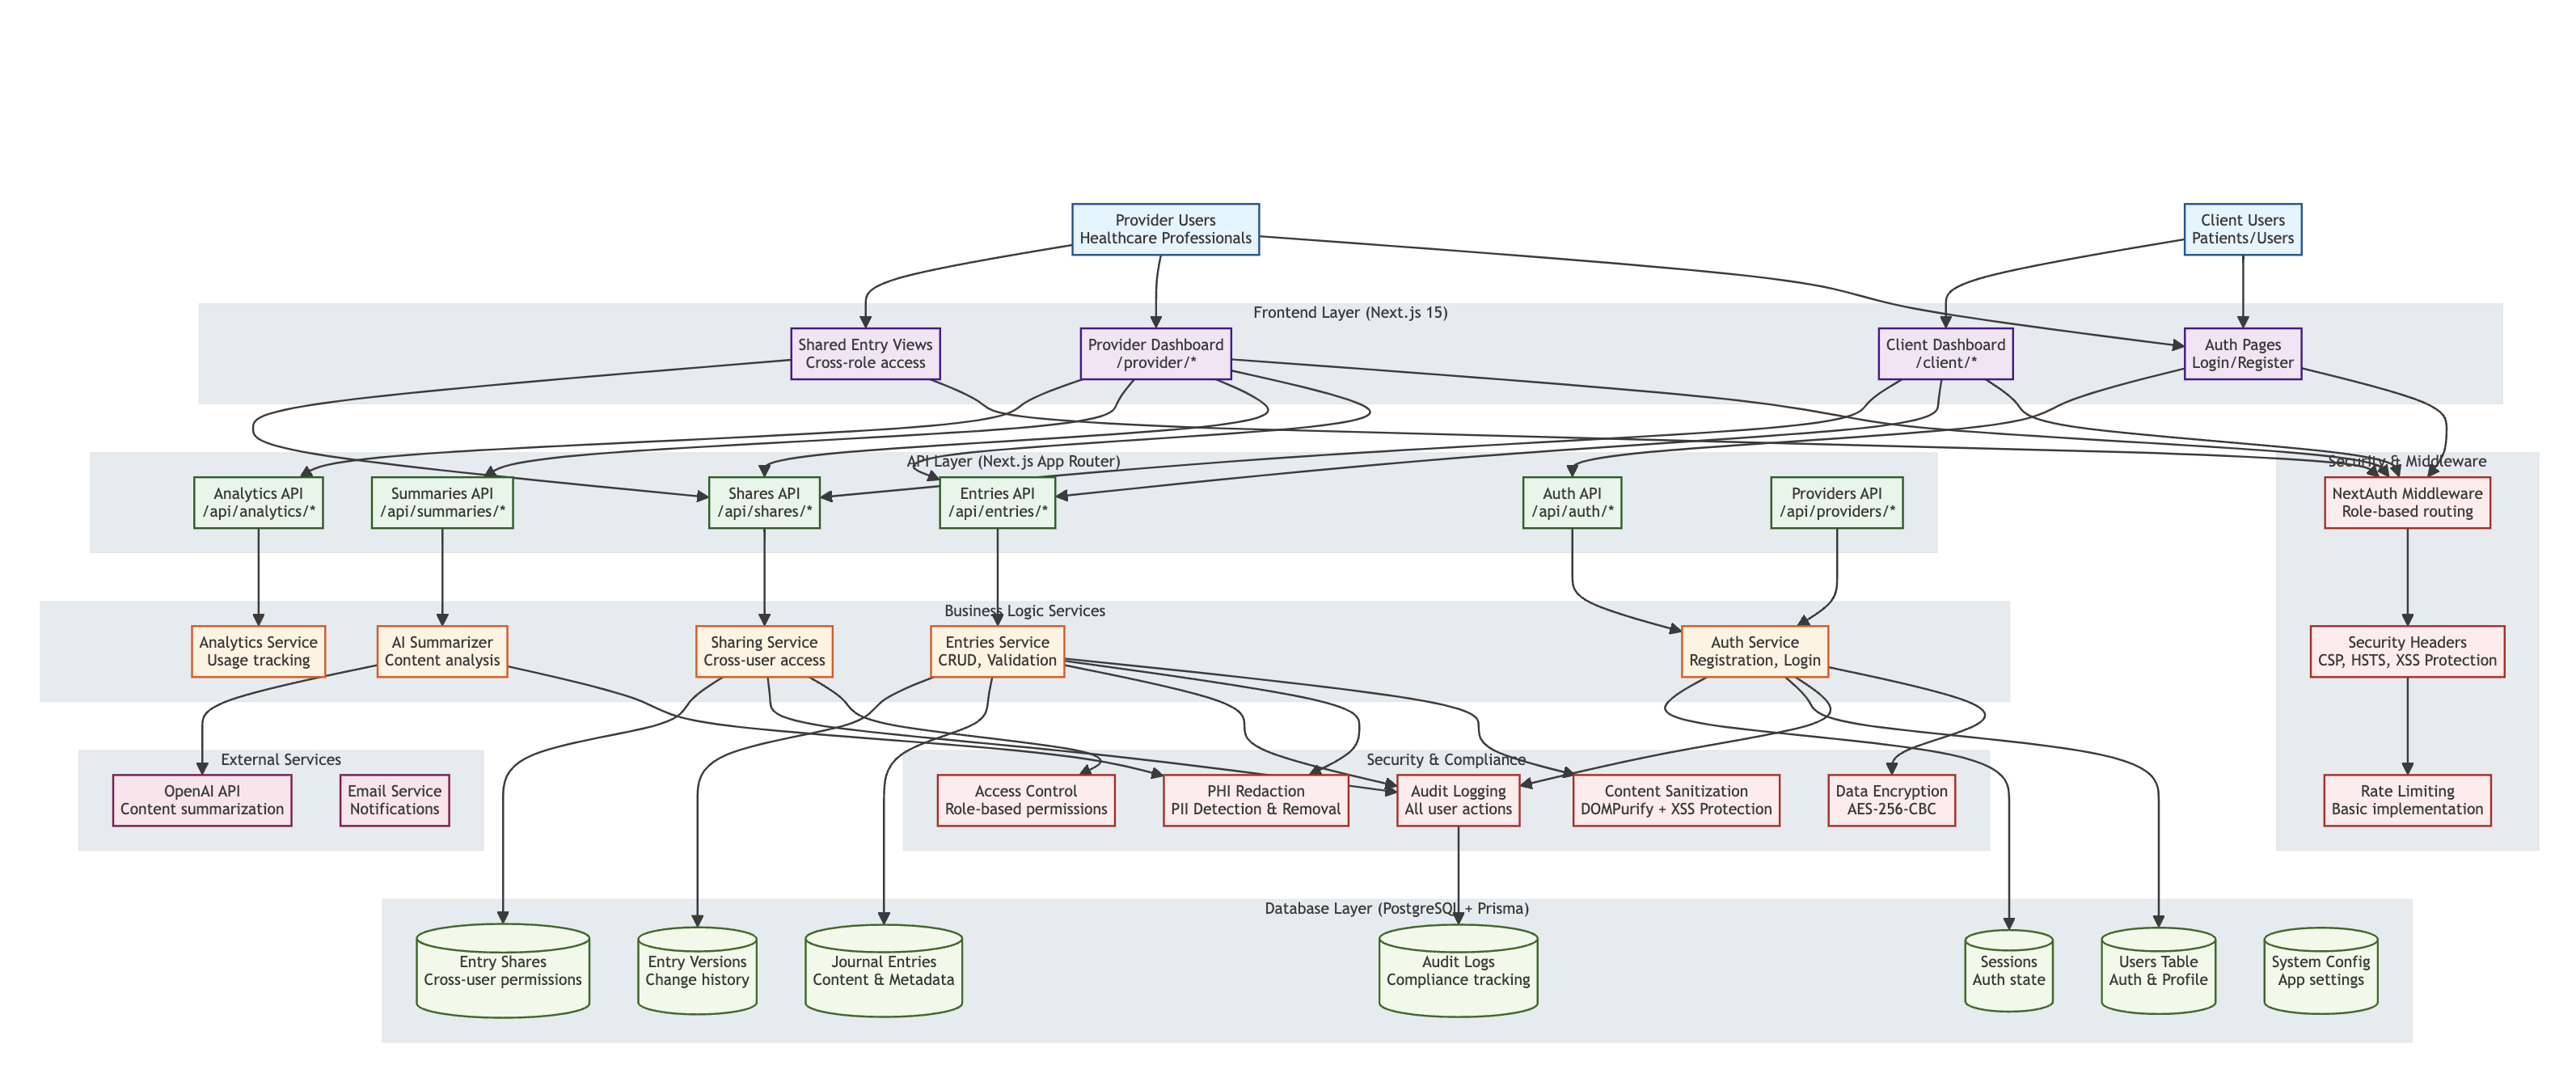 Provider Users
Healthcare Professionals
Client Users
Patients/Users
Frontend Layer (Next.js 15)
Shared Entry Views
Cross-role access
Provider Dashboard
/provider/*
Client Dashboard
/client/*
Auth Pages
Login/Register
API Layer (Next.js App Router)
Security & Middleware
Analytics API
/api/analytics/*
Summaries API
/api/summaries/*
Shares API
/api/shares/*
Entries API
/api/entries/*
Auth API
/api/auth/*
Providers API
/api/providers/*
NextAuth Middleware
Role-based routing
Business Logic Services
Analytics Service
Usage tracking
AI Summarizer
Content analysis
Sharing Service
Cross-user access
Entries Service
CRUD, Validation
Auth Service
Registration, Login
Security Headers
CSP, HSTS, XSS Protection
External Services
Security & Compliance
OpenAI API
Content summarization
Email Service
Notifications
Access Control
Role-based permissions
PHI Redaction
PII Detection & Removal
Audit Logging
All user actions
Content Sanitization
DOMPurify + XSS Protection
Data Encryption
AES-256-CBC
Rate Limiting
Basic implementation
Database Layer (PostgreSQL + Prisma)
Entry Shares
Cross-user permissions
Entry Versions
Change history
Journal Entries
Content & Metadata
Audit Logs
Compliance tracking
Sessions
Auth state
Users Table
Auth & Profile
System Config
App settings